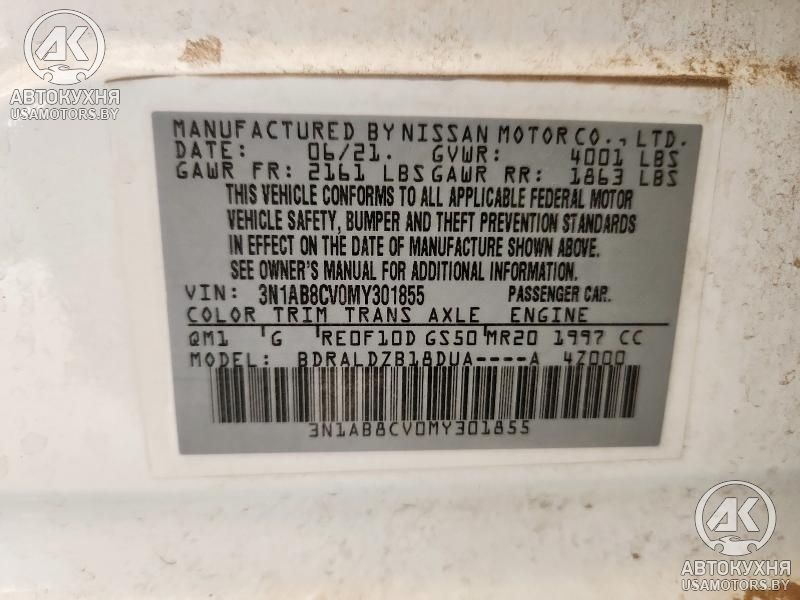 AK
АВТОКУХНЯ
USAMOTORS.BY
MANUFACTURED BY NISSAN MOTOR CO., LTD.
DATE: 06/21. GVWR: 4001 LBS
GAWR FR: 2161 LBS GAWR RR: 1863 LBS
THIS VEHICLE CONFORMS TO ALL APPLICABLE FEDERAL MOTOR
VEHICLE SAFETY, BUMPER AND THEFT PREVENTION STANDARDS
IN EFFECT ON THE DATE OF MANUFACTURE SHOWN ABOVE.
SEE OWNER'S MANUAL FOR ADDITIONAL INFORMATION.
VIN: 3N1AB8CV0MY301855 PASSENGER CAR.
COLOR TRIM TRANS AXLE ENGINE
QM1 G RE0F10D GS50 MR20 1997 CC
MODEL: BDRALDZB18DUA----A 4Z000
3N1AB8CV0MY301855
AK
АВТОКУХНЯ
USAMOTORS.BY